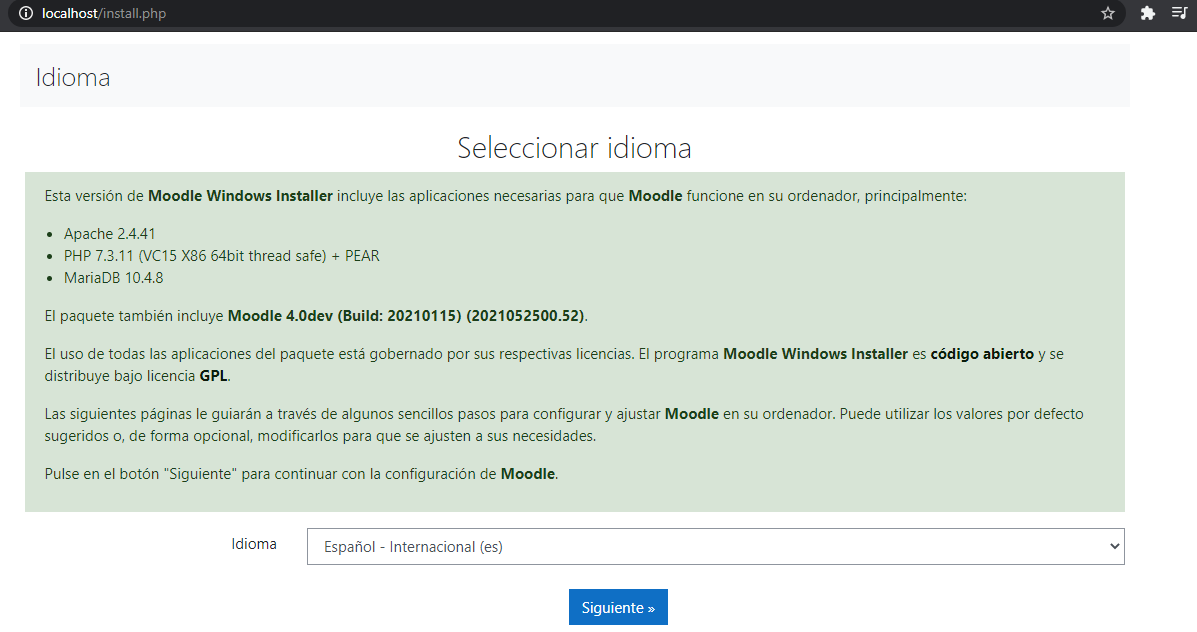 localhost/install.php
Idioma
Seleccionar idioma
Esta versión de Moodle Windows Installer incluye las aplicaciones necesarias para que Moodle funcione en su ordenador, principalmente:
Apache 2.4.41
PHP 7.3.11 (VC15 X86 64bit thread safe) + PEAR
MariaDB 10.4.8
El paquete también incluye Moodle 4.0dev (Build: 20210115) (2021052500.52).
El uso de todas las aplicaciones del paquete está gobernado por sus respectivas licencias. El programa Moodle Windows Installer es código abierto y se
distribuye bajo licencia GPL.
Las siguientes páginas le guiarán a través de algunos sencillos pasos para configurar y ajustar Moodle en su ordenador. Puede utilizar los valores por defecto
sugeridos o, de forma opcional, modificarlos para que se ajusten a sus necesidades.
Pulse en el botón "Siguiente" para continuar con la configuración de Moodle.
Idioma Español - Internacional (es)
Siguiente »